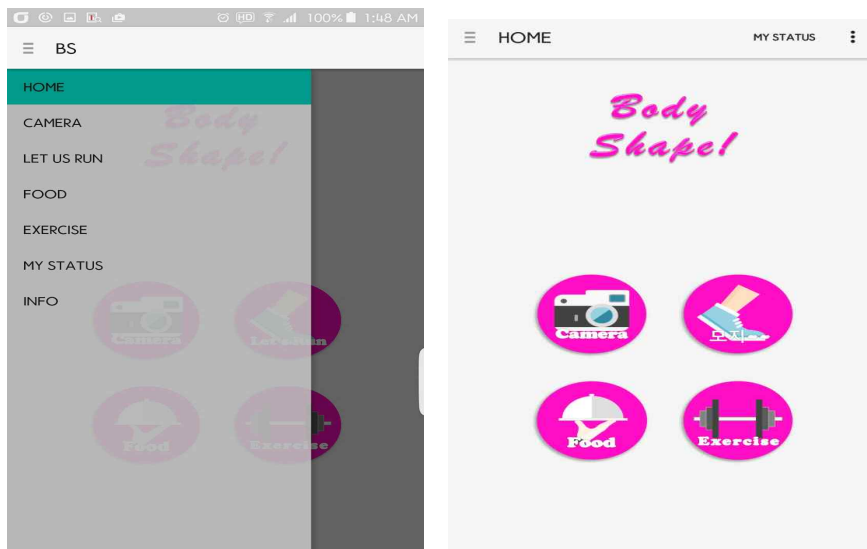 HD 100% 1:48 AM
BS
HOME
CAMERA
LET US RUN
FOOD
EXERCISE
MY STATUS
INFO
Body
Shape!
Camera
Food
Exercise
HOME MY STATUS
Body
Shape!
Camera
Food
Exercise